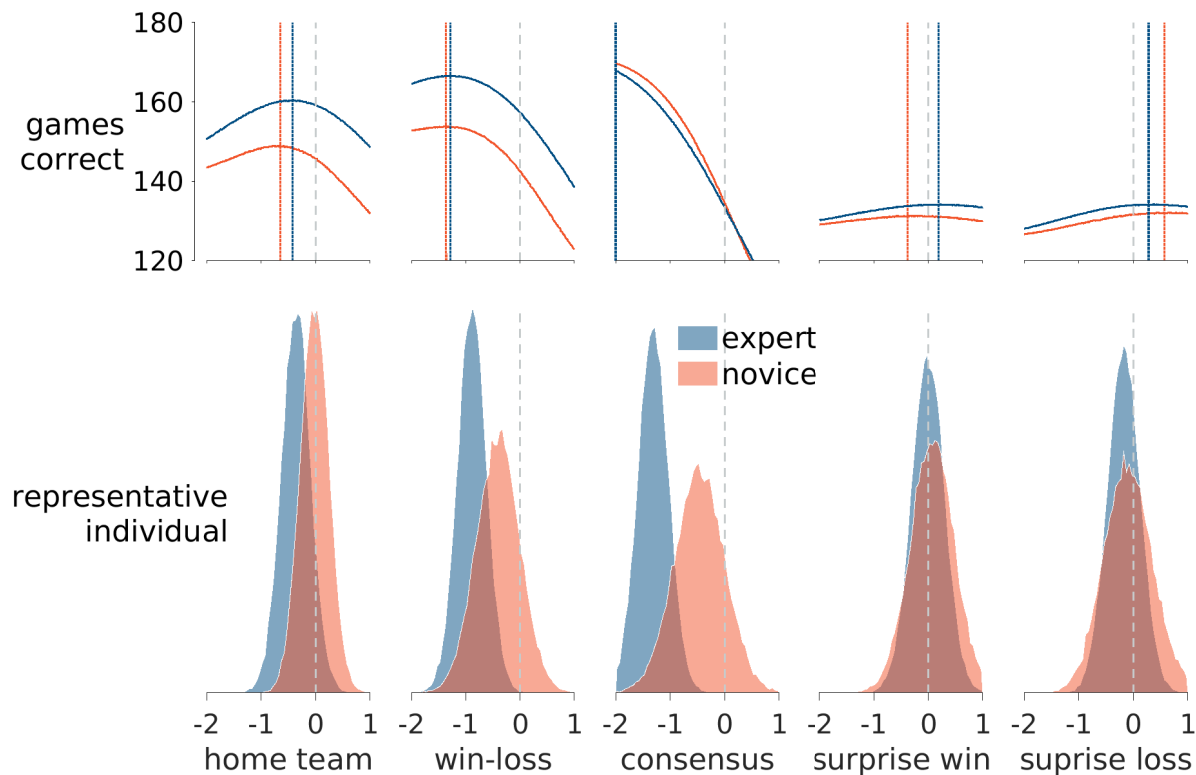 180
160
140
120
games
correct
expert
novice
representative
individual
-2 -1 0 1
-2 -1 0 1
-2 -1 0 1
-2 -1 0 1
-2 -1 0 1
home team
win-loss
consensus
surprise win
suprise loss